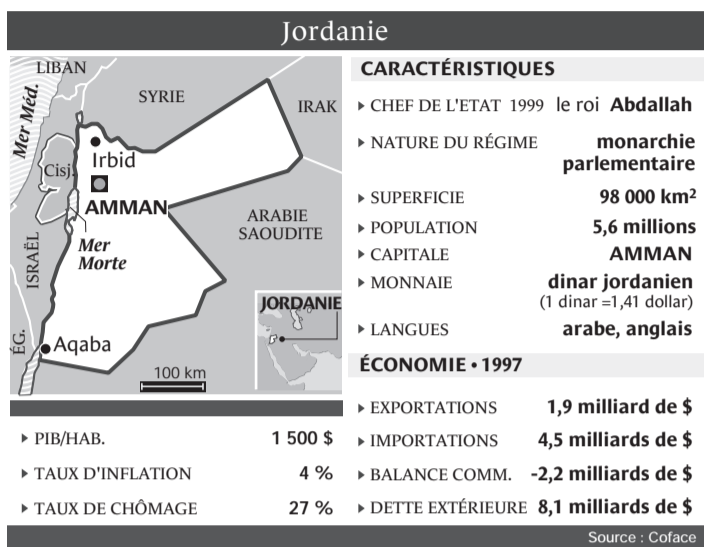 Jordanie
LIBAN
SYRIE
IRAK
Mer Méd.
Irbid
Cisj.
AMMAN
ARABIE
SAOUDITE
Mer
Morte
ISRAËL
JORDANIE
ÉG.
Aqaba
100 km
PIB/HAB. 1 500 $
TAUX D'INFLATION 4 %
TAUX DE CHÔMAGE 27 %
CARACTÉRISTIQUES
CHEF DE L'ETAT 1999 le roi Abdallah
NATURE DU RÉGIME monarchie
parlementaire
SUPERFICIE 98 000 km²
POPULATION 5,6 millions
CAPITALE AMMAN
MONNAIE dinar jordanien
(1 dinar =1,41 dollar)
LANGUES arabe, anglais
ÉCONOMIE • 1997
EXPORTATIONS 1,9 milliard de $
IMPORTATIONS 4,5 milliards de $
BALANCE COMM. -2,2 milliards de $
DETTE EXTÉRIEURE 8,1 milliards de $
Source : Coface